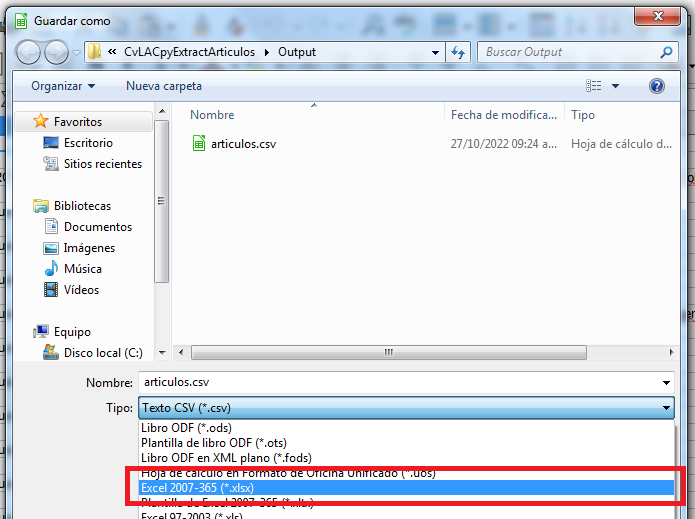 Guardar como
CvLACpyExtractArticulos
Output
Buscar Output
Organizar
Nueva carpeta
Favoritos
Escritorio
Sitios recientes
Bibliotecas
Documentos
Imágenes
Música
Vídeos
Equipo
Disco local (C:)
Nombre
Fecha de modifica...
Tipo
articulos.csv
27/10/2022 09:24 a...
Hoja de cálculo d...
Nombre:
articulos.csv
Tipo:
Texto CSV (*.csv)
Libro ODF (*.ods)
Plantilla de libro ODF (*.ots)
Libro ODF en XML plano (*.fods)
Hoja de cálculo en Formato de Oficina Unificado (*.uos)
Excel 2007-365 (*.xlsx)
Plantilla de Excel 2007-365 (*.xltx)
Excel 97-2003 (*.xls)